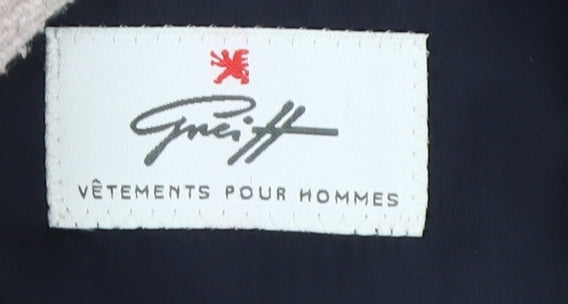 Greiff
VÊTEMENTS POUR HOMMES